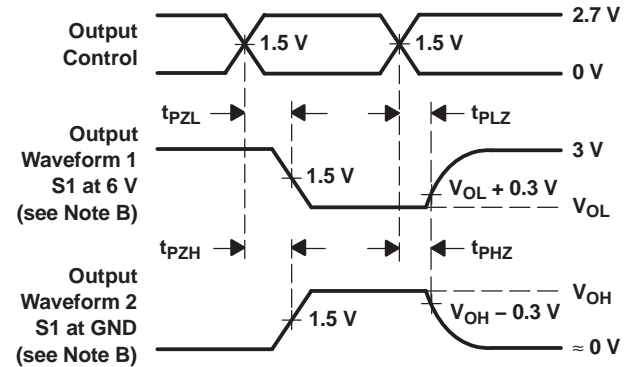 Output
Control
1.5 V
1.5 V
2.7 V
0 V
tPZL
tPLZ
Output
Waveform 1
S1 at 6 V
(see Note B)
1.5 V
3 V
VOL + 0.3 V
VOL
tPZH
tPHZ
Output
Waveform 2
S1 at GND
(see Note B)
1.5 V
VOH
VOH − 0.3 V
≈ 0 V